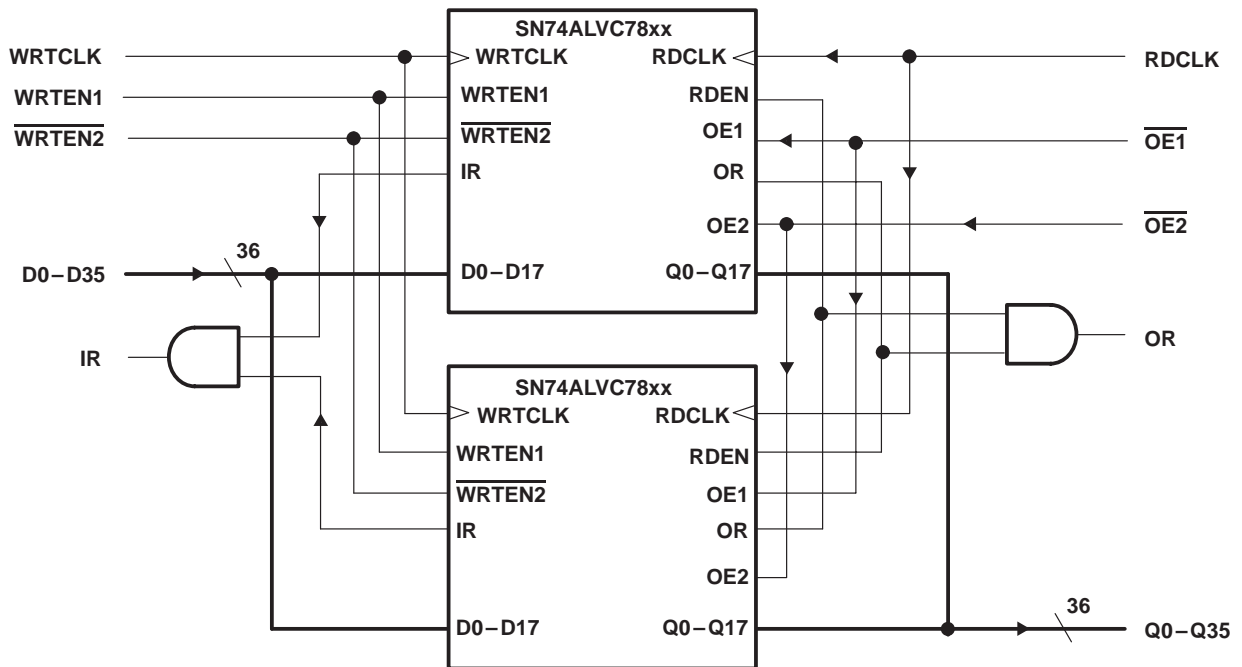 SN74ALVC78xx
WRTCLK WRTCLK RDCLK RDCLK
WRTEN1 WRTEN1 RDEN
WRTEN2 WRTEN2 OE1 OE1
IR OR
OE2 OE2
36
D0–D35 D0–D17 Q0–Q17
IR OR
SN74ALVC78xx
WRTCLK RDCLK
WRTEN1 RDEN
WRTEN2 OE1
IR OR
OE2
36
D0–D17 Q0–Q17 Q0–Q35